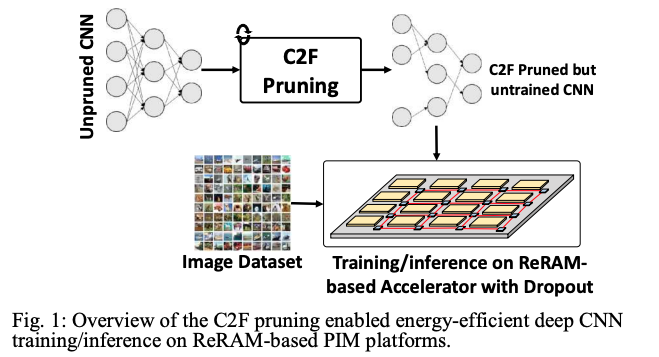 Unpruned CNN
C2F
Pruning
C2F Pruned but
untrained CNN
Image Dataset
Training/inference on ReRAM-
based Accelerator with Dropout
Fig. 1: Overview of the C2F pruning enabled energy-efficient deep CNN
training/inference on ReRAM-based PIM platforms.